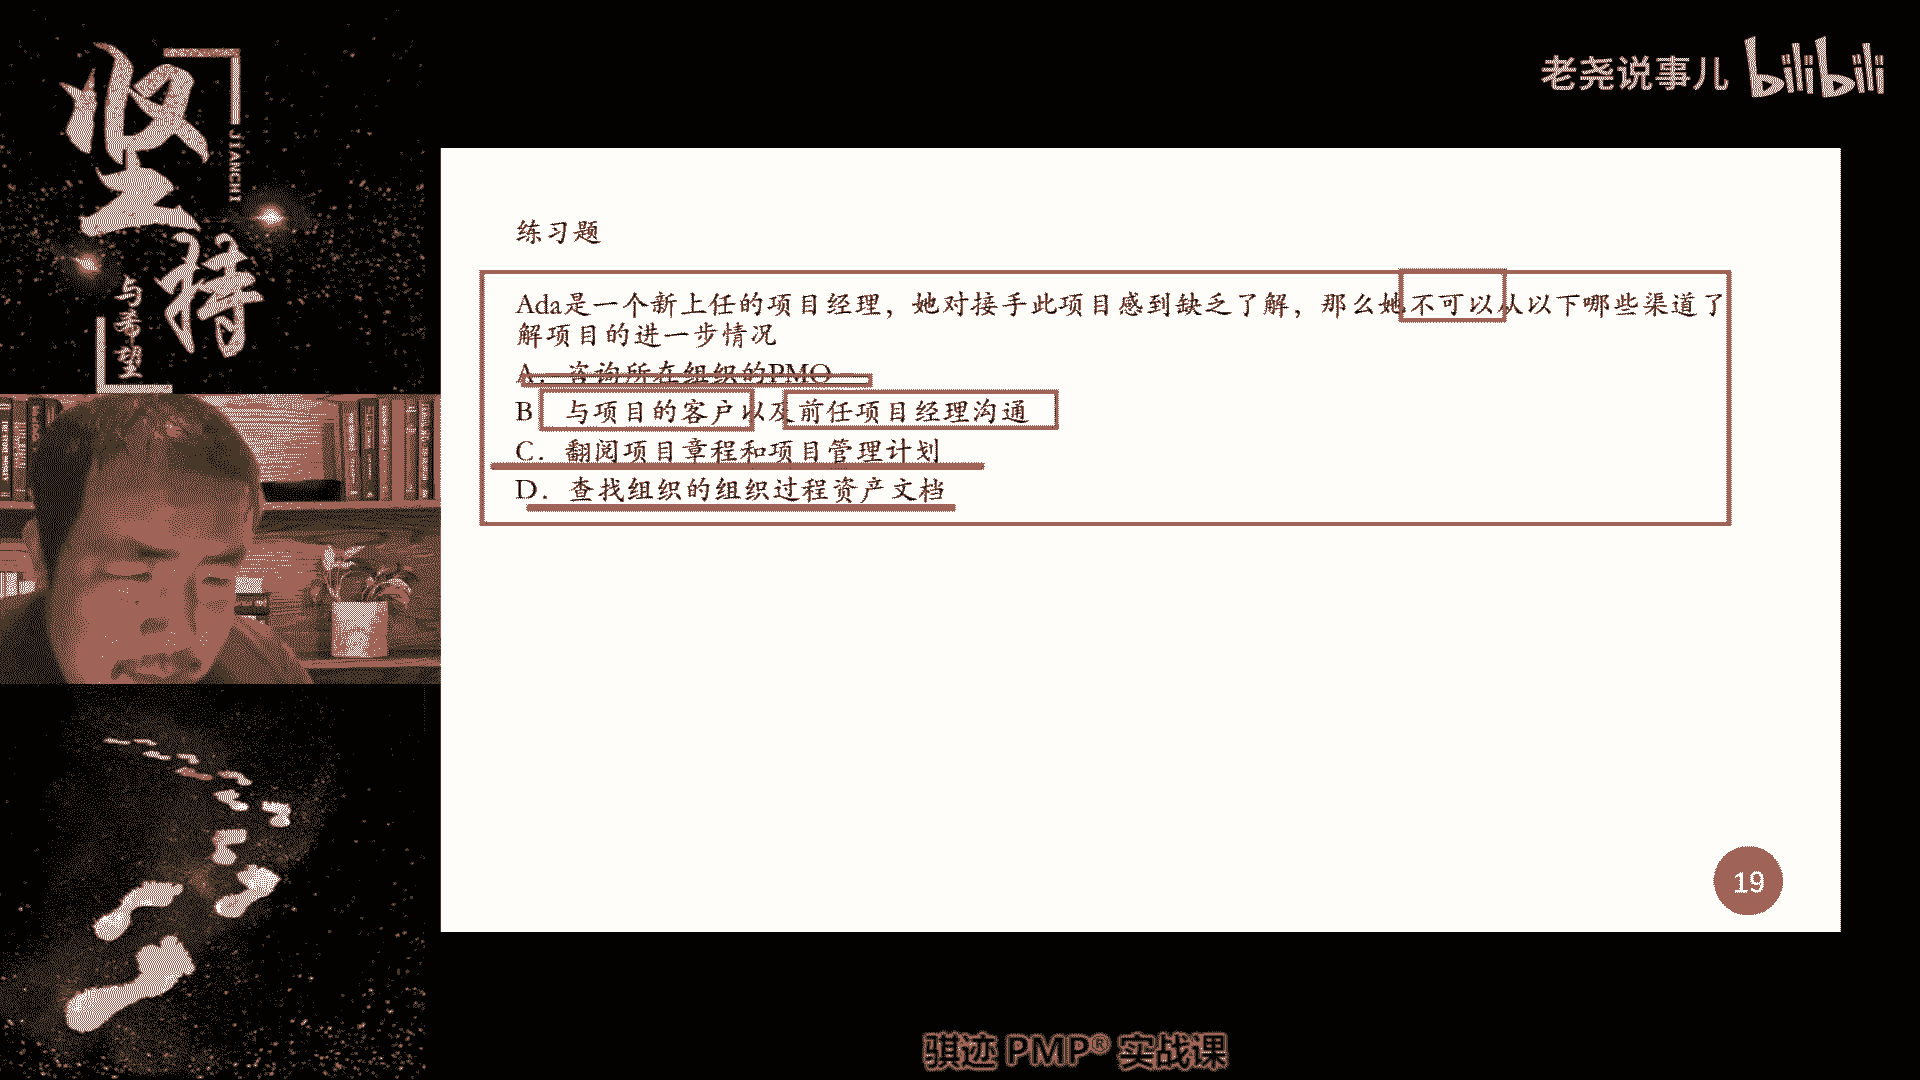 坚持
JIANCHI
与希望
老尧说事儿 bilibili
练习题
Ada是一个新上任的项目经理，她对接手此项目感到缺乏了解，那么她不可以从以下哪些渠道了
解项目的进一步情况
A．咨询所在组织的PMO
B 与项目的客户以及前任项目经理沟通
C．翻阅项目章程和项目管理计划
D．查找组织的组织过程资产文档
19
骐迹 PMP® 实战课